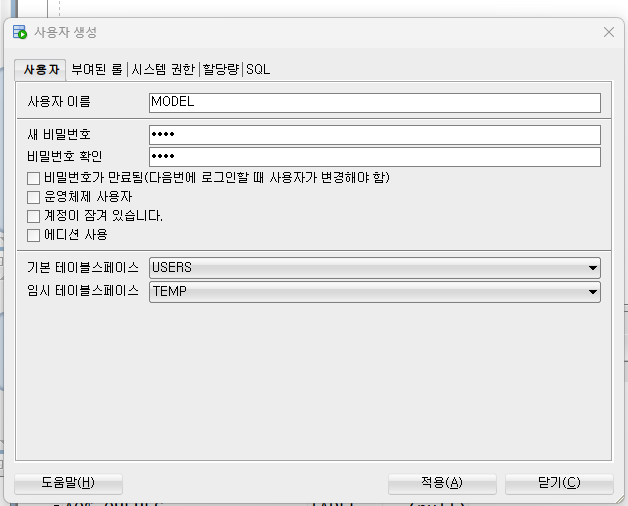 사용자 생성
사용자 부여된 롤 시스템 권한 할당량 SQL
사용자 이름 MODEL
새 비밀번호 ••••
비밀번호 확인 ••••
비밀번호가 만료됨(다음번에 로그인할 때 사용자가 변경해야 함)
운영체제 사용자
계정이 잠겨 있습니다.
에디션 사용
기본 테이블스페이스 USERS
임시 테이블스페이스 TEMP
도움말(H) 적용(A) 닫기(C)